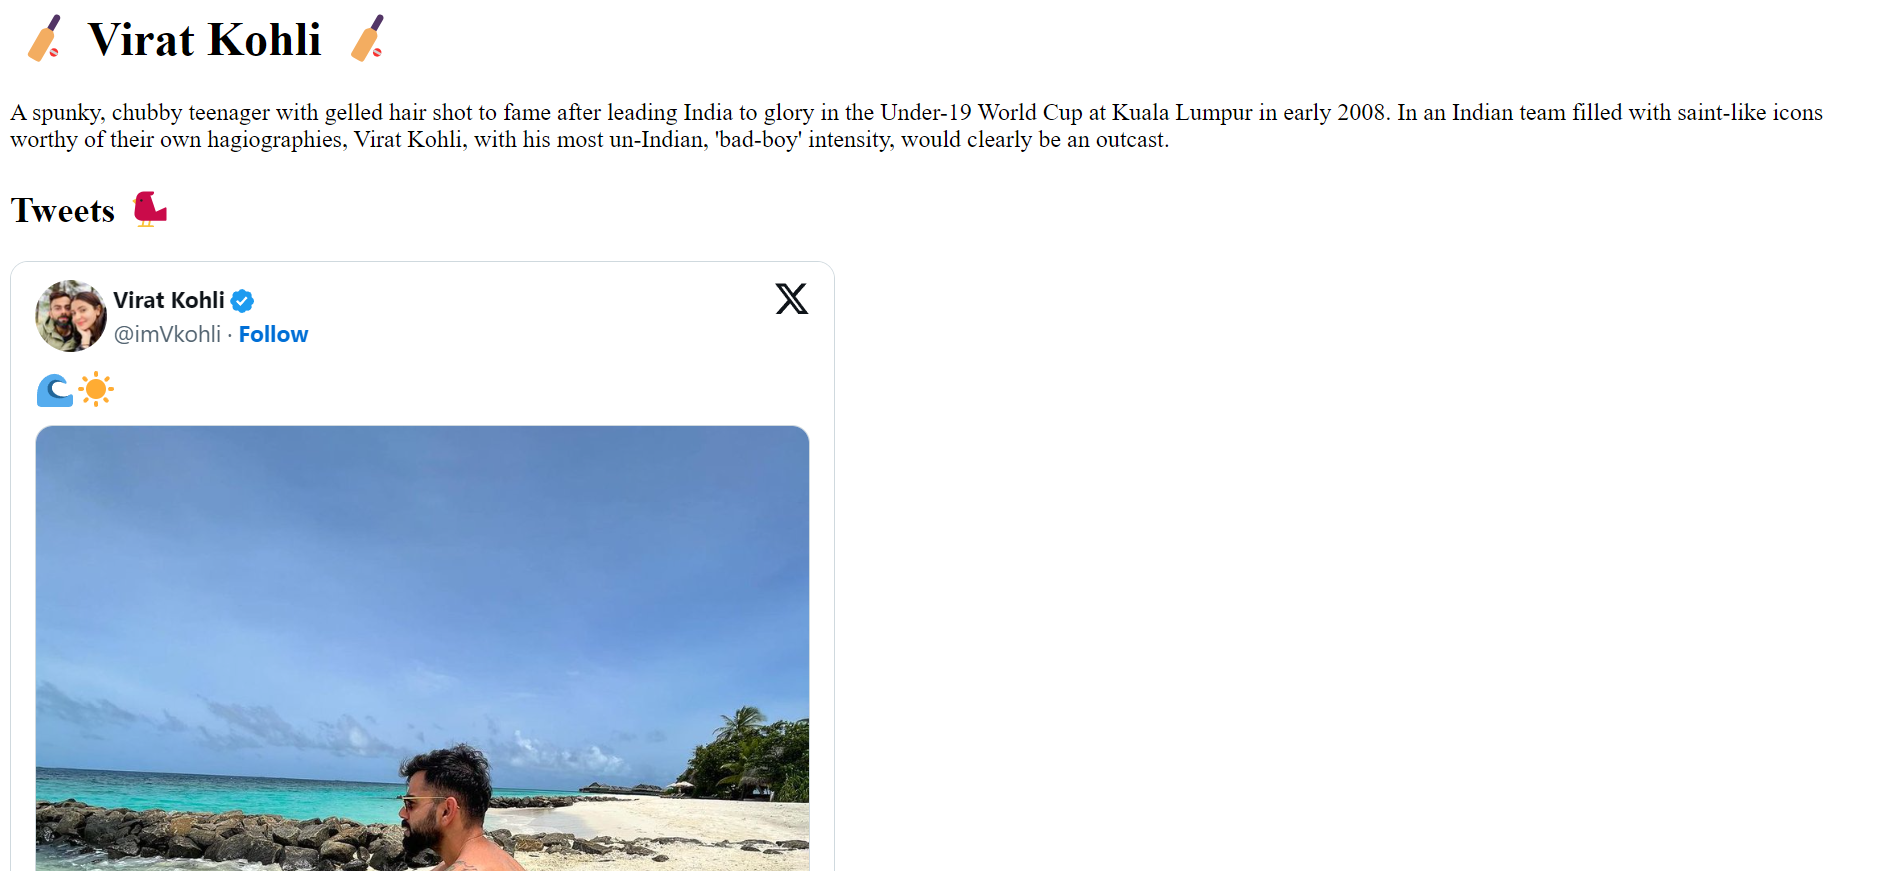 🏏 Virat Kohli 🏏
A spunky, chubby teenager with gelled hair shot to fame after leading India to glory in the Under-19 World Cup at Kuala Lumpur in early 2008. In an Indian team filled with saint-like icons
worthy of their own hagiographies, Virat Kohli, with his most un-Indian, 'bad-boy' intensity, would clearly be an outcast.
Tweets
Virat Kohli
@imVkohli · Follow
🌊☀️